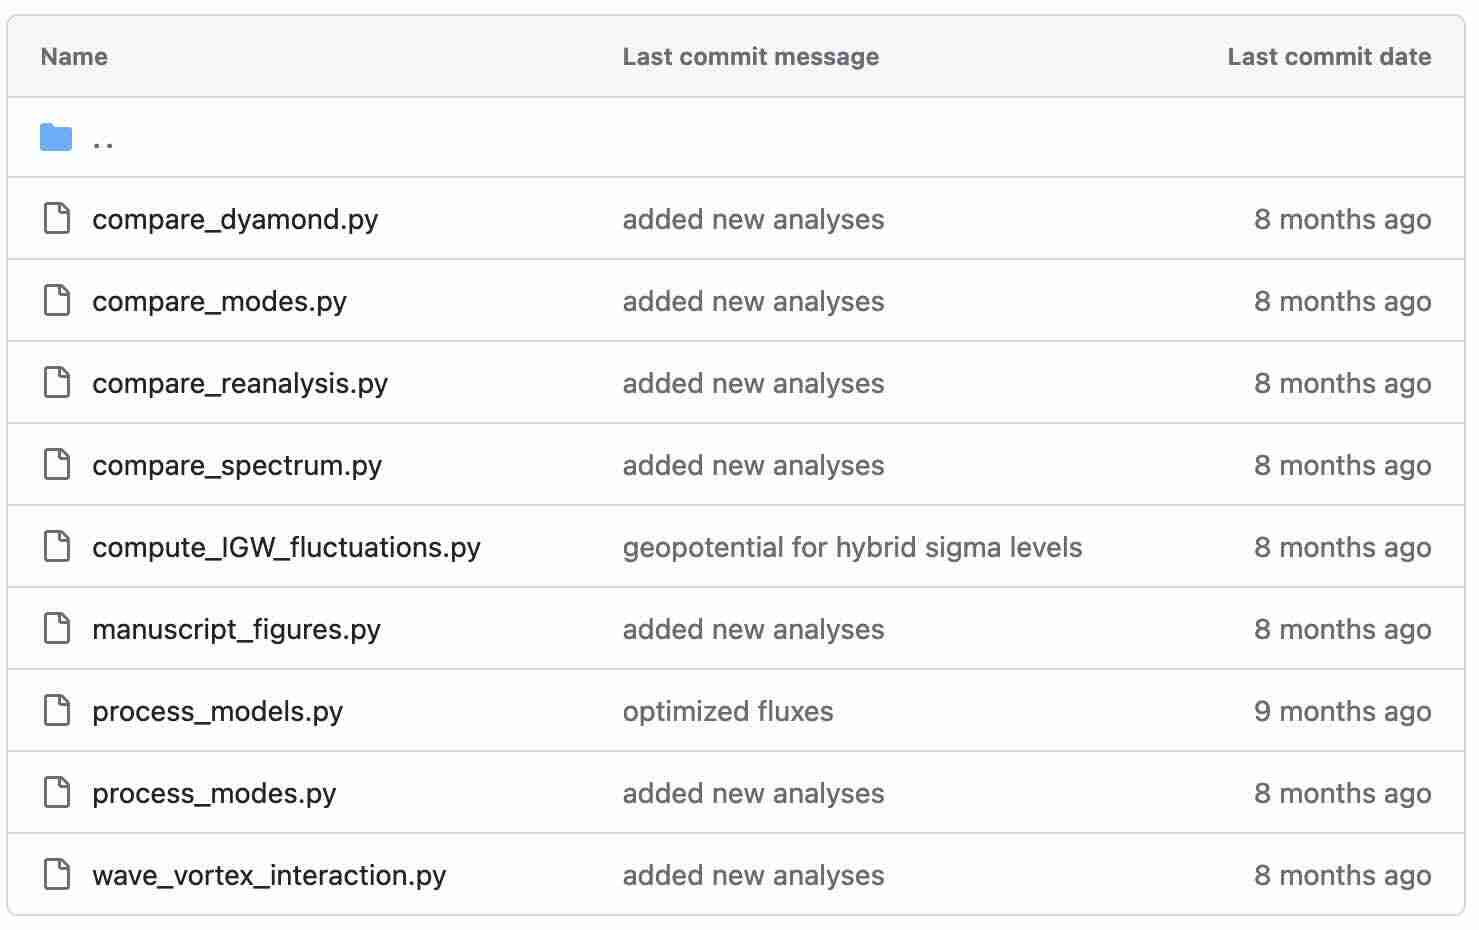 Name Last commit message Last commit date
..
compare_dyamond.py added new analyses 8 months ago
compare_modes.py added new analyses 8 months ago
compare_reanalysis.py added new analyses 8 months ago
compare_spectrum.py added new analyses 8 months ago
compute_IGW_fluctuations.py geopotential for hybrid sigma levels 8 months ago
manuscript_figures.py added new analyses 8 months ago
process_models.py optimized fluxes 9 months ago
process_modes.py added new analyses 8 months ago
wave_vortex_interaction.py added new analyses 8 months ago